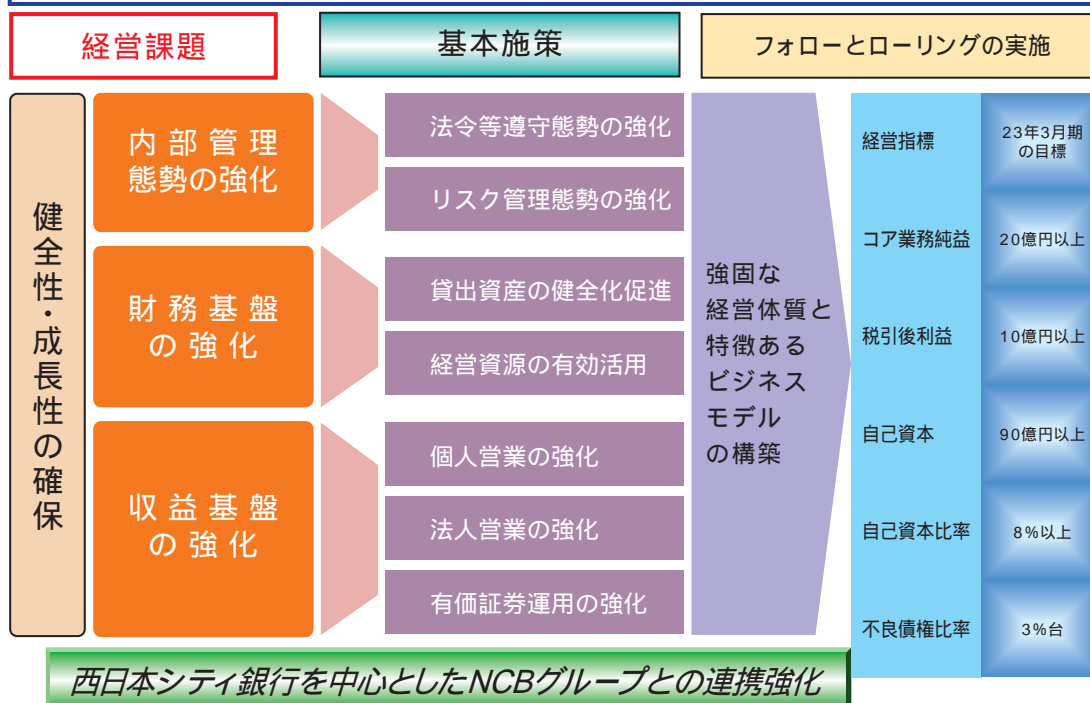 経営課題
基本施策
フォローとローリングの実施
健全性・成長性の確保
内部管理
態勢の強化
法令等遵守態勢の強化
リスク管理態勢の強化
財務基盤
の強化
貸出資産の健全化促進
経営資源の有効活用
収益基盤
の強化
個人営業の強化
法人営業の強化
有価証券運用の強化
強固な
経営体質と
特徴ある
ビジネス
モデル
の構築
経営指標
23年3月期
の目標
コア業務純益
20億円以上
税引後利益
10億円以上
自己資本
90億円以上
自己資本比率
8%以上
不良債権比率
3%台
西日本シティ銀行を中心としたNCBグループとの連携強化